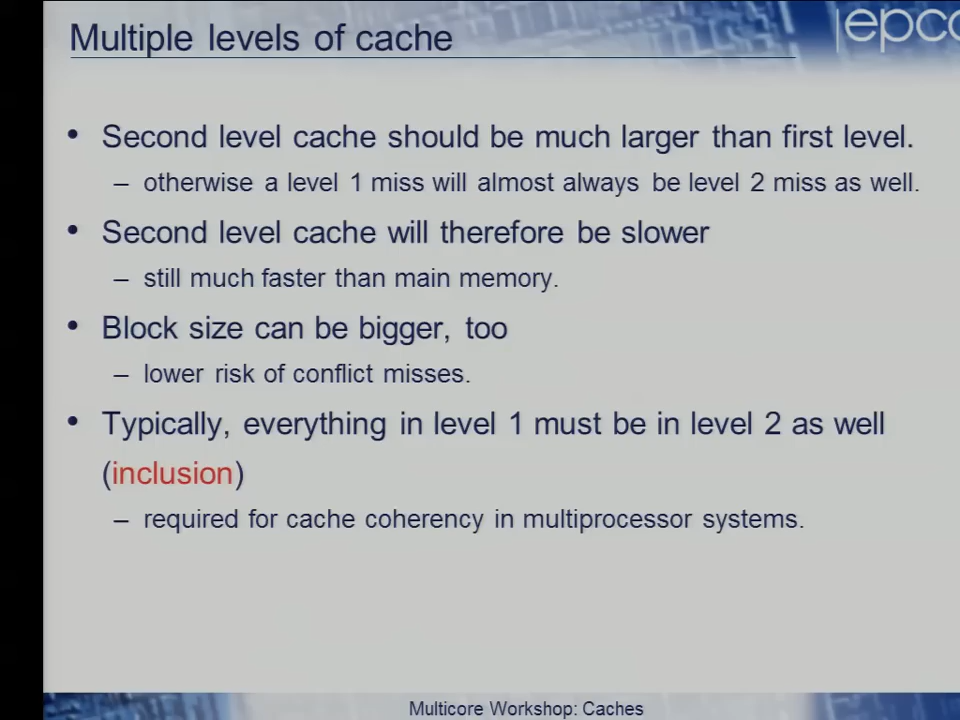 Multiple levels of cache
|epcc
• Second level cache should be much larger than first level.
– otherwise a level 1 miss will almost always be level 2 miss as well.
• Second level cache will therefore be slower
– still much faster than main memory.
• Block size can be bigger, too
– lower risk of conflict misses.
• Typically, everything in level 1 must be in level 2 as well
(inclusion)
– required for cache coherency in multiprocessor systems.
Multicore Workshop: Caches